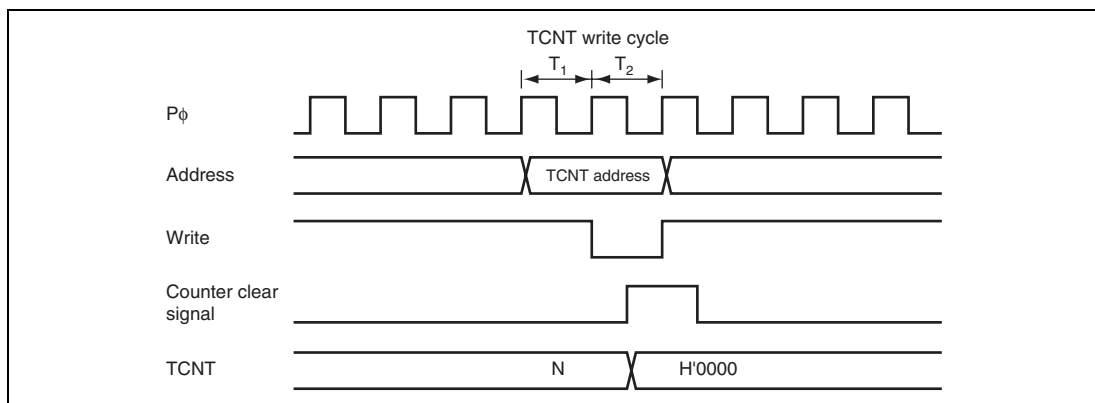 TCNT write cycle
T1 T2
Pφ
Address
TCNT address
Write
Counter clear
signal
TCNT
N
H'0000